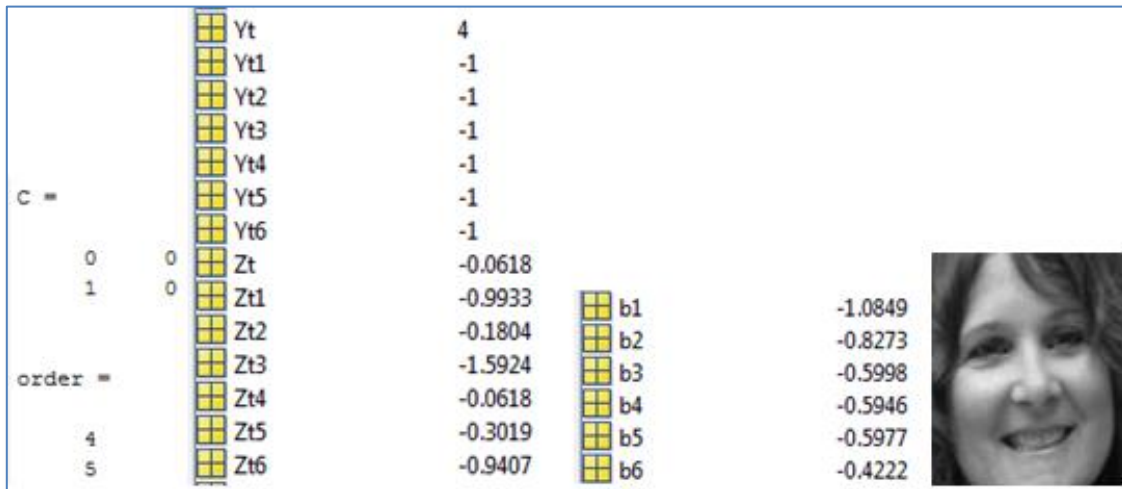 Yt 4
Yt1 -1
Yt2 -1
Yt3 -1
Yt4 -1
C =
Yt5 -1
Yt6 -1
0 0
Zt -0.0618
1 0
Zt1 -0.9933
b1 -1.0849
Zt2 -0.1804
b2 -0.8273
Zt3 -1.5924
b3 -0.5998
order =
Zt4 -0.0618
b4 -0.5946
4
Zt5 -0.3019
b5 -0.5977
5
Zt6 -0.9407
b6 -0.4222